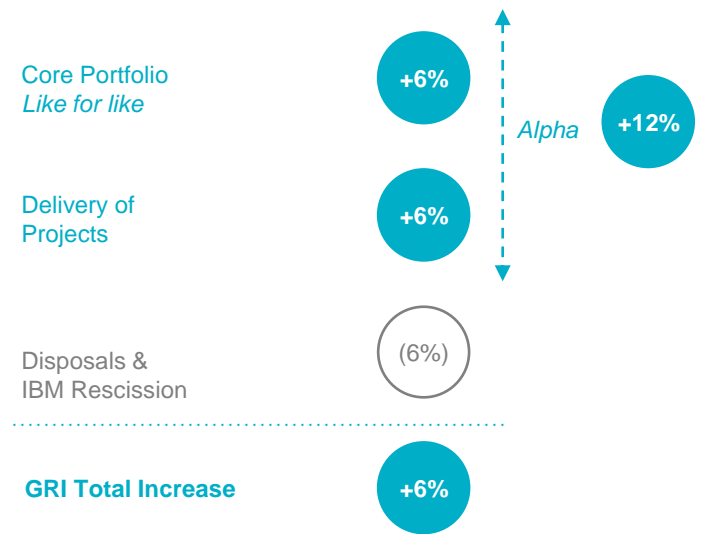 Core Portfolio
Like for like
+6%
Alpha
+12%
Delivery of
Projects
+6%
Disposals &
IBM Rescission
(6%)
GRI Total Increase
+6%